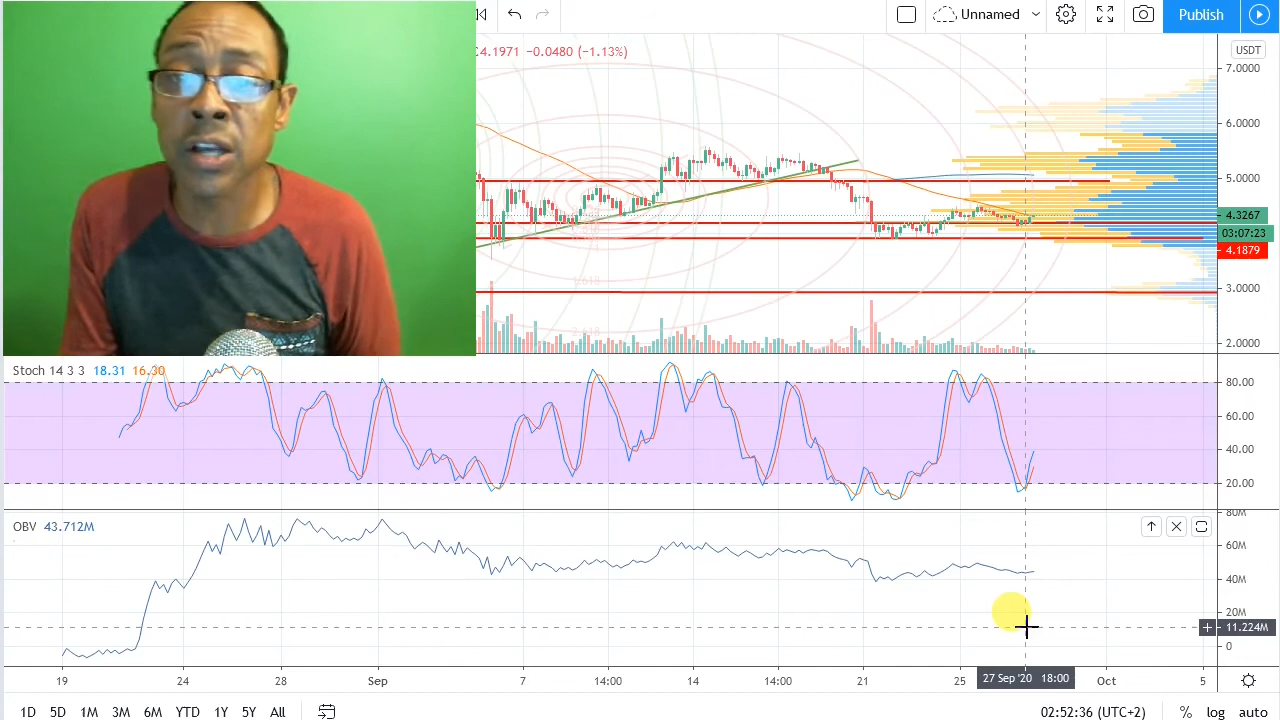 Unnamed
Publish
4.1971 −0.0480 (−1.13%)
USDT
7.0000
6.0000
5.0000
4.3267
03:07:23
4.1879
3.0000
2.0000
1.618
2.618
Stoch 14 3 3 18.31 16.30
80.00
60.00
40.00
20.00
OBV 43.712M
80M
60M
40M
20M
11.224M
0
19 24 28 Sep 7 14:00 14 14:00 21 25 27 Sep '20 18:00 Oct 5
1D 5D 1M 3M 6M YTD 1Y 5Y All 02:52:36 (UTC+2) % log auto